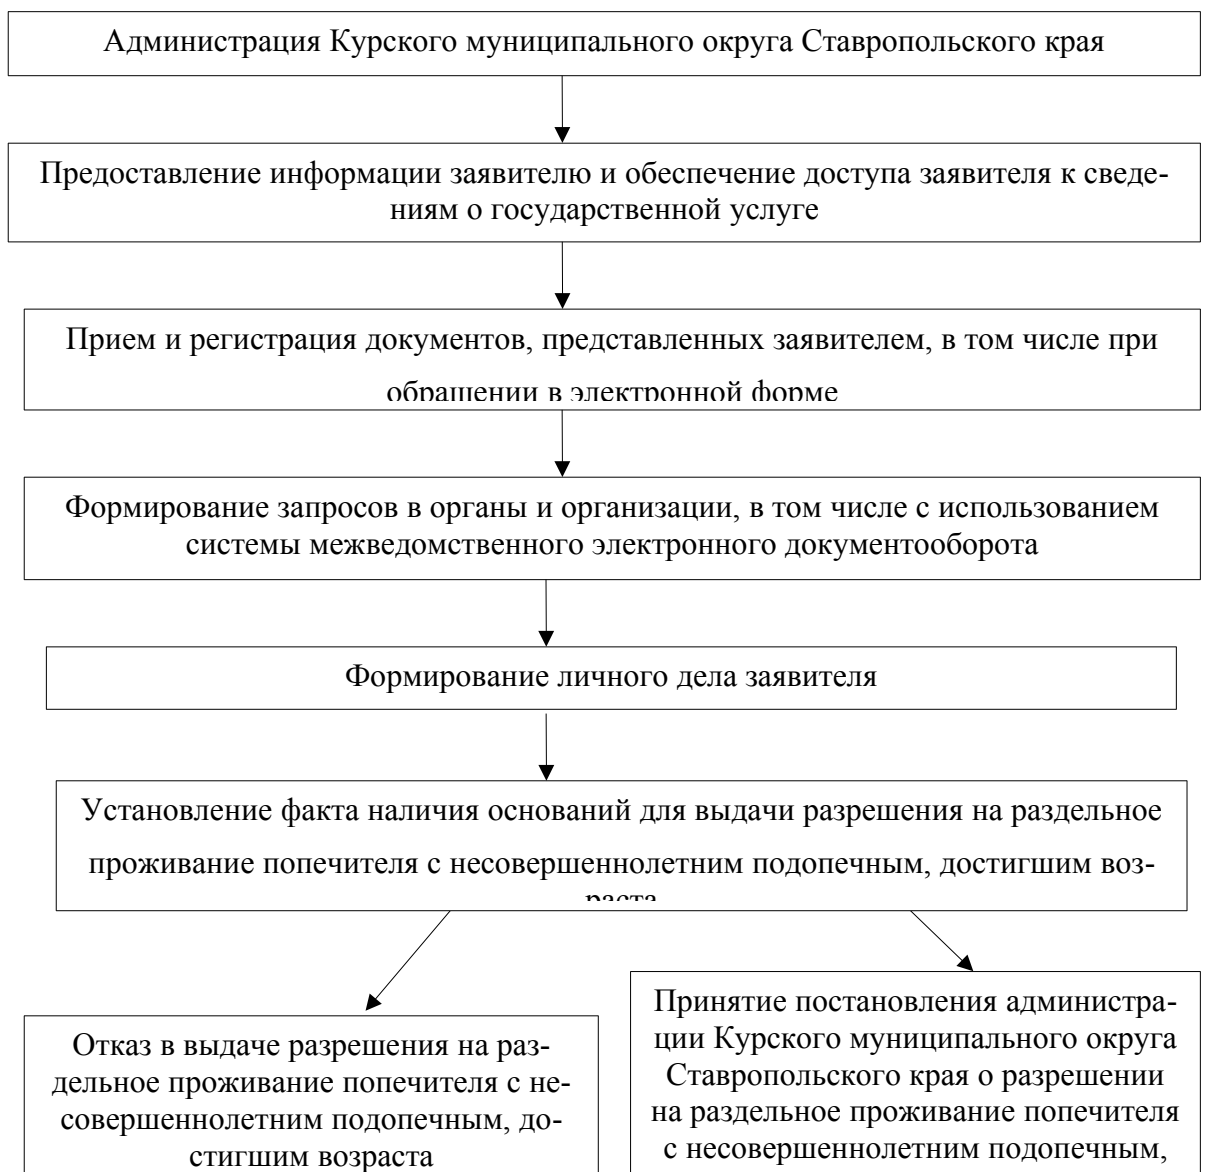 Администрация Курского муниципального округа Ставропольского края
Предоставление информации заявителю и обеспечение доступа заявителя к сведе-
ниям о государственной услуге
Прием и регистрация документов, представленных заявителем, в том числе при
обращении в электронной форме
Формирование запросов в органы и организации, в том числе с использованием
системы межведомственного электронного документооборота
Формирование личного дела заявителя
Установление факта наличия оснований для выдачи разрешения на раздельное
проживание попечителя с несовершеннолетним подопечным, достигшим воз-
раста
Отказ в выдаче разрешения на раз-
дельное проживание попечителя с не-
совершеннолетним подопечным, до-
стигшим возраста
Принятие постановления администра-
ции Курского муниципального округа
Ставропольского края о разрешении
на раздельное проживание попечителя
с несовершеннолетним подопечным,